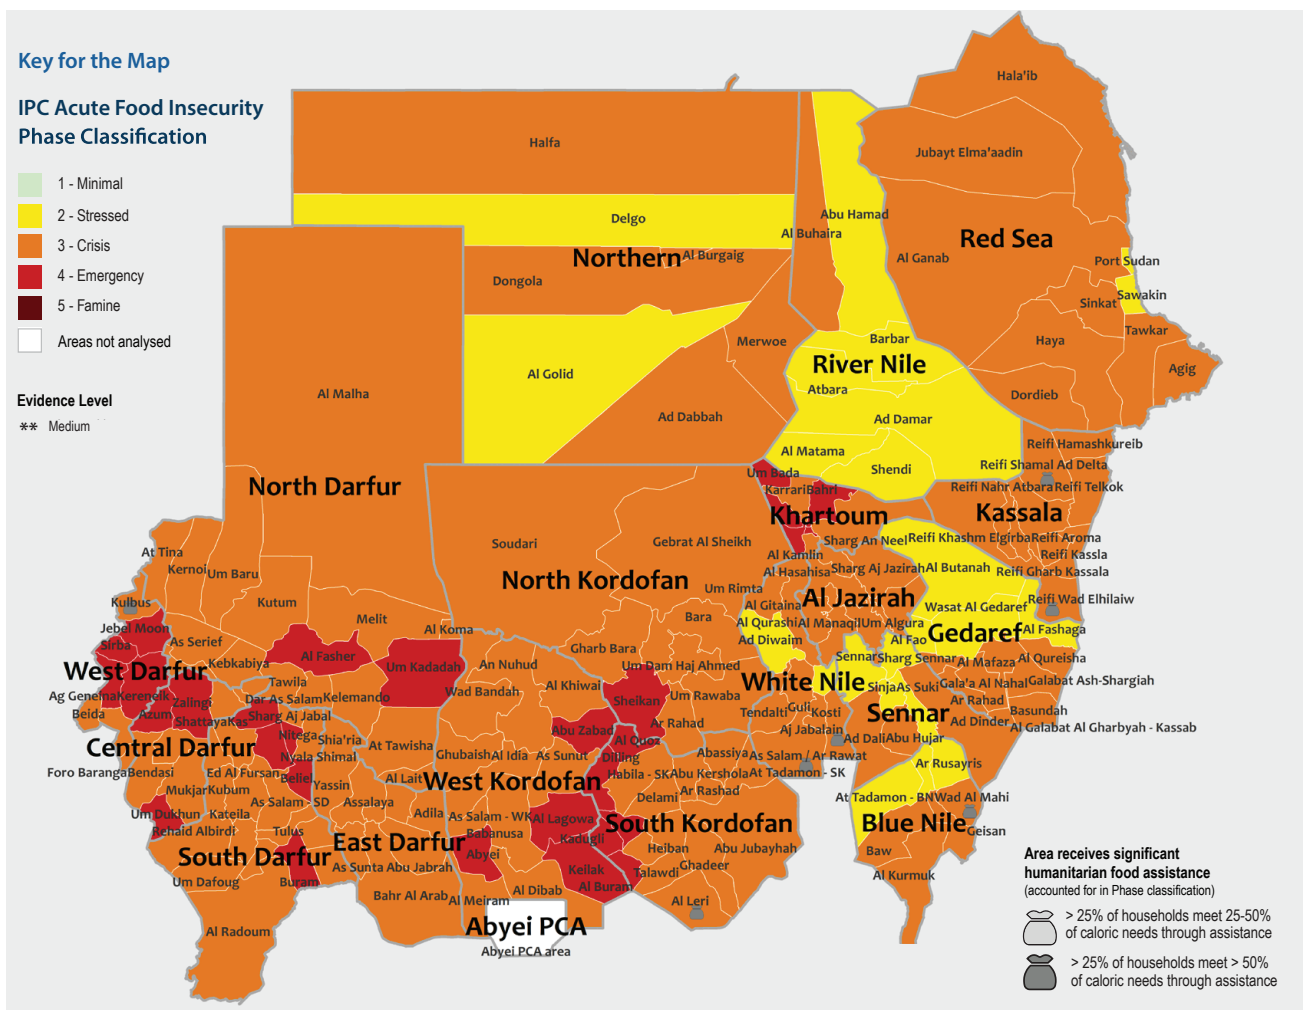 Key for the Map
IPC Acute Food Insecurity
Phase Classification
1 - Minimal
2 - Stressed
3 - Crisis
4 - Emergency
5 - Famine
Areas not analysed
Evidence Level
** Medium
Hala'ib
Halfa
Jubayt Elma'aadin
Delgo
Abu Hamad
Al Buhaira
Red Sea
Northern
Al Burgaig
Al Ganab
Port Sudan
Dongola
Sawakin
Sinkat
Tawkar
Merwoe
Barbar
Haya
River Nile
Agig
Al Golid
Atbara
Al Malha
Dordieb
Ad Dabbah
Ad Damar
Reifi Hamashkureib
Al Matama
Shendi
Reifi Shamal Ad Delta
Um Bada
North Darfur
Karrari
Bahri
Reifi Nahr Atbara
Reifi Telkok
Khartoum
Kassala
Soudari
Gebrat Al Sheikh
Sharg An Neel
Reifi Khashm Elgirba
Reifi Aroma
At Tina
Al Kamlin
Reifi Kassla
Kernoi
Um Baru
Al Hasahisa
Sharg Aj Jazirah
Al Butanah
Reifi Gharb Kassala
North Kordofan
Um Rimta
Kulbus
Kutum
Al Gitaina
Al Jazirah
Wasat Al Gedaref
Reifi Wad Elhilaiw
Melit
Bara
Al Qurashi
Al Manaqil
Um Algura
Jebel Moon
Al Koma
Gedaref
Al Fashaga
Sirba
As Serief
Ad Diwaim
Al Fao
Gharb Bara
Al Fasher
Kebkabiya
Um Kadadah
An Nuhud
Um Dam Haj Ahmed
Sennar
Sharg Sennar
Al Mafaza
Al Qureisha
West Darfur
Tawila
White Nile
Al Khiwai
Sinja
As Suki
Gala'a Al Nahal
Galabat Ash-Shargiah
Ag Geneina
Kereneik
Zalingi
Dar As Salam
Kelemando
Wad Bandah
Sheikan
Um Rawaba
Ar Rahad
Beida
Azum
Shattaya
Kas
Sharg Aj Jabal
Tendalti
Guli
Kosti
Sennar
Basundah
Ar Rahad
Ad Dinder
Al Galabat Al Gharbyah - Kassab
Nitega
Shia'ria
Abu Zabad
Al Quoz
Aj Jabalain
Ad Dali
Abu Hujar
Central Darfur
At Tawisha
Nyala Shimal
Ghubaish
Al Idia
As Sunut
Dilling
Abassiya
As Salam / Ar Rawat
Ar Rusayris
Foro Baranga
Bendasi
Ed Al Fursan
Beliel
Yassin
Al Lait
West Kordofan
Habila - SK
Abu Kershola
At Tadamon - SK
Mukjar
Kubum
Ar Rashad
As Salam - SD
Assalaya
Delami
At Tadamon - BN
Wad Al Mahi
Um Dukhun
Kateila
Adila
As Salam - WK
Al Lagowa
South Kordofan
Blue Nile
Rehaid Albirdi
Tulus
Babanusa
Kadugli
Geisan
East Darfur
Heiban
Abu Jubayhah
Baw
South Darfur
Abyei
As Sunta
Abu Jabrah
Keilak
Talawdi
Ghadeer
Al Kurmuk
Um Dafoug
Buram
Bahr Al Arab
Al Meiram
Al Dibab
Al Buram
Al Leri
Al Radoum
Abyei PCA
Abyei PCA area
Area receives significant
humanitarian food assistance
(accounted for in Phase classification)
> 25% of households meet 25-50%
of caloric needs through assistance
> 25% of households meet > 50%
of caloric needs through assistance